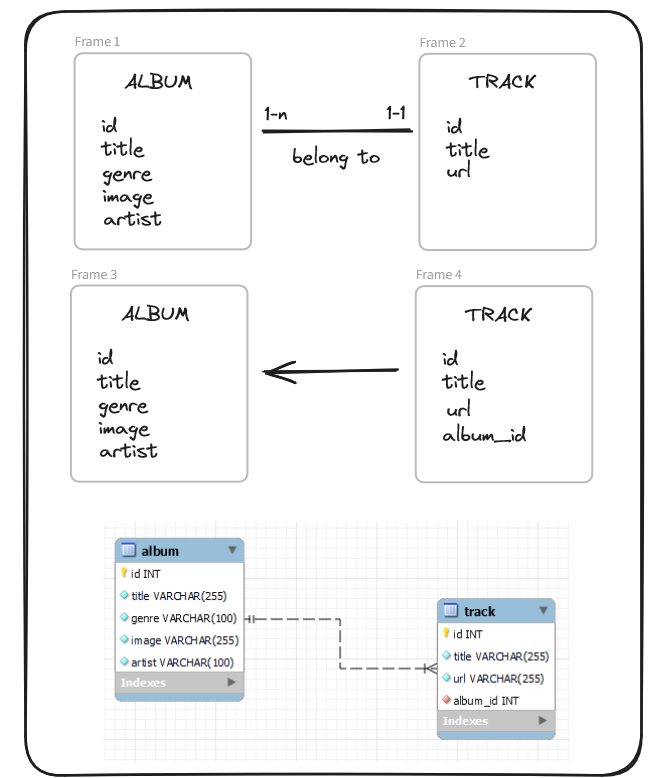 Frame 1
ALBUM
id
title
genre
image
artist
1-n
1-1
belong to
Frame 2
TRACK
id
title
url
Frame 3
ALBUM
id
title
genre
image
artist
Frame 4
TRACK
id
title
url
album_id
album
id INT
title VARCHAR(255)
genre VARCHAR(100)
image VARCHAR(255)
artist VARCHAR(100)
Indexes
track
id INT
title VARCHAR(255)
url VARCHAR(255)
album_id INT
Indexes